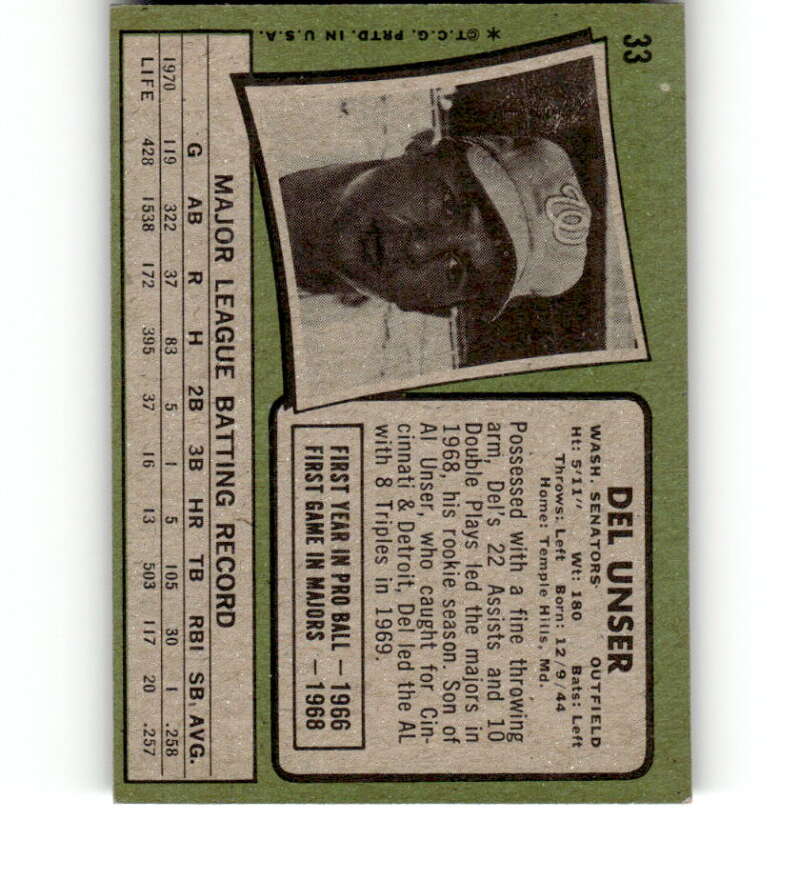 33
DEL UNSER
WASH. SENATORS OUTFIELD
Ht: 5'11" Wt: 180 Bats: Left
Throws: Left Born: 12/9/44
Home: Temple Hills, Md.
Possessed with a fine throwing
arm, Del's 22 Assists and 10
Double Plays led the majors in
1968, his rookie season. Son of
Al Unser, who caught for Cin-
cinnati & Detroit, Del led the AL
with 8 Triples in 1969.
FIRST YEAR IN PRO BALL — 1966
FIRST GAME IN MAJORS — 1968
W
MAJOR LEAGUE BATTING RECORD
G AB R H 2B 3B HR TB RBI SB. AVG.
1970 119 322 37 83 5 1 5 105 30 1 .258
LIFE 428 1538 172 395 37 16 13 503 117 20 .257
*©T.C.G. PRTD. IN U.S.A.